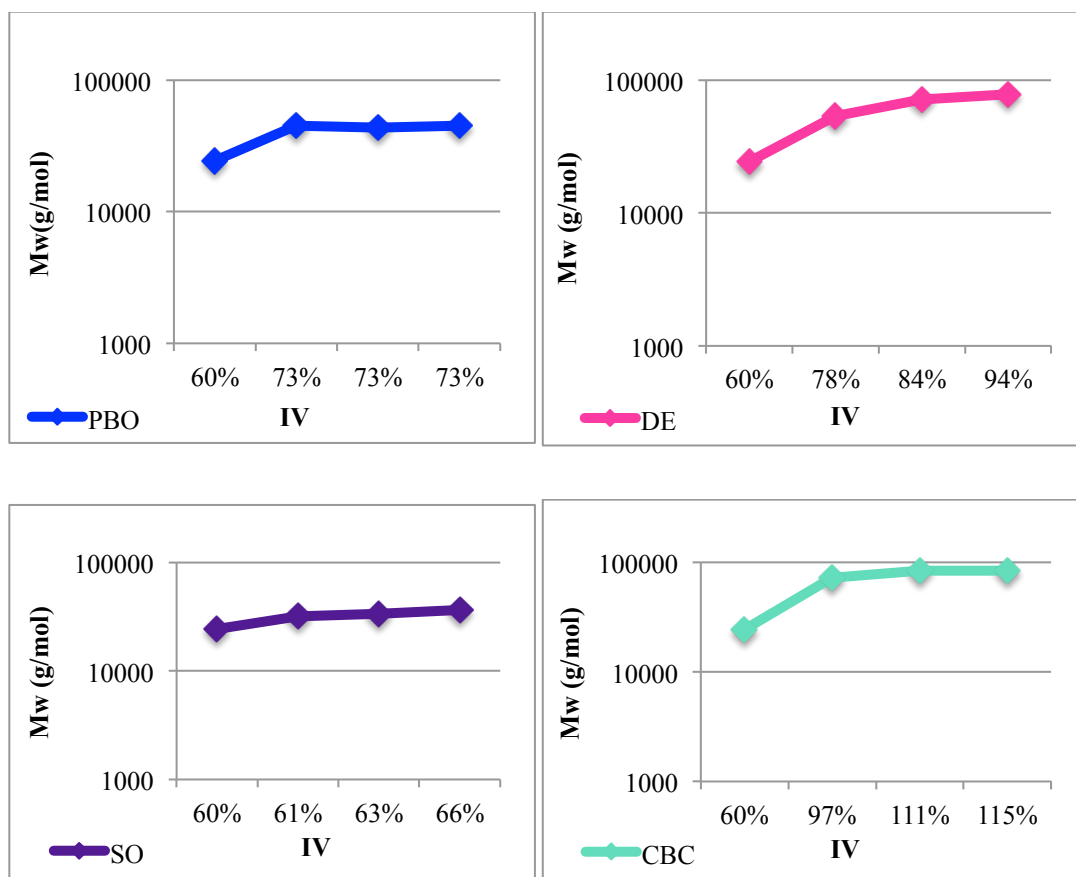 100000
10000
1000
Mw(g/mol)
60% 73% 73% 73%
IV
PBO
100000
10000
1000
Mw (g/mol)
60% 78% 84% 94%
IV
DE
100000
10000
1000
Mw (g/mol)
60% 61% 63% 66%
IV
SO
100000
10000
1000
Mw (g/mol)
60% 97% 111% 115%
IV
CBC